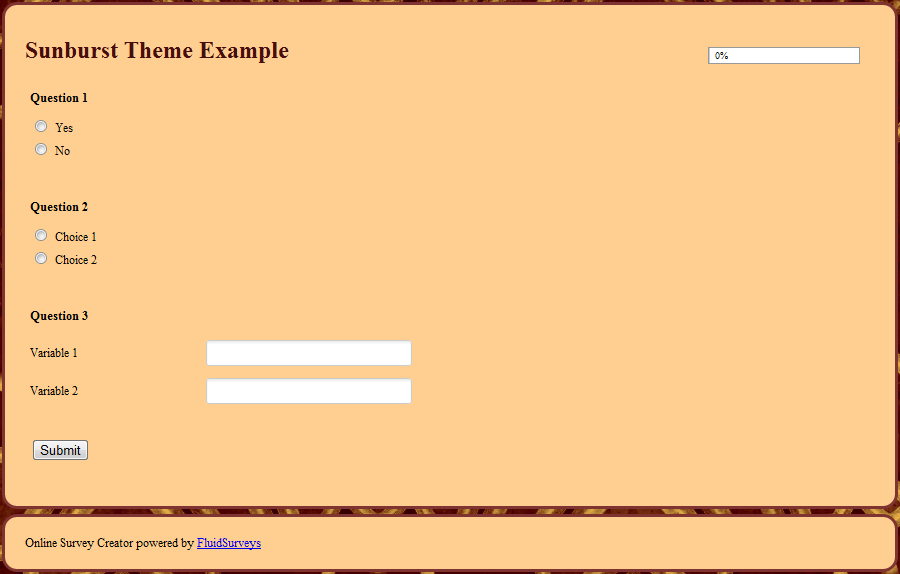 Sunburst Theme Example
0%
Question 1
Yes
No
Question 2
Choice 1
Choice 2
Question 3
Variable 1
Variable 2
Submit
Online Survey Creator powered by FluidSurveys